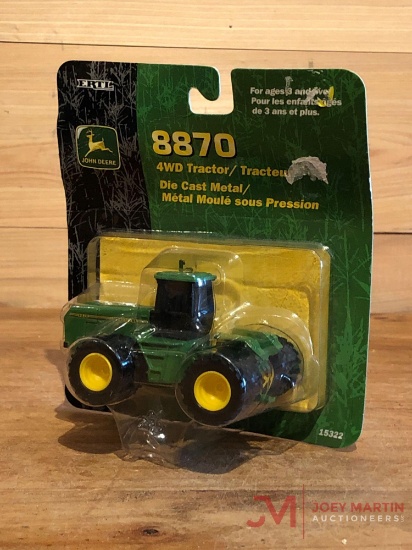 ERTL
For ages 3 and over
Pour les enfants âgés
de 3 ans et plus.
JOHN DEERE
8870
4WD Tractor/ Tracteu
Die Cast Metal/
Métal Moulé sous Pression
15322
JM JOEY MARTIN
AUCTIONEERS!